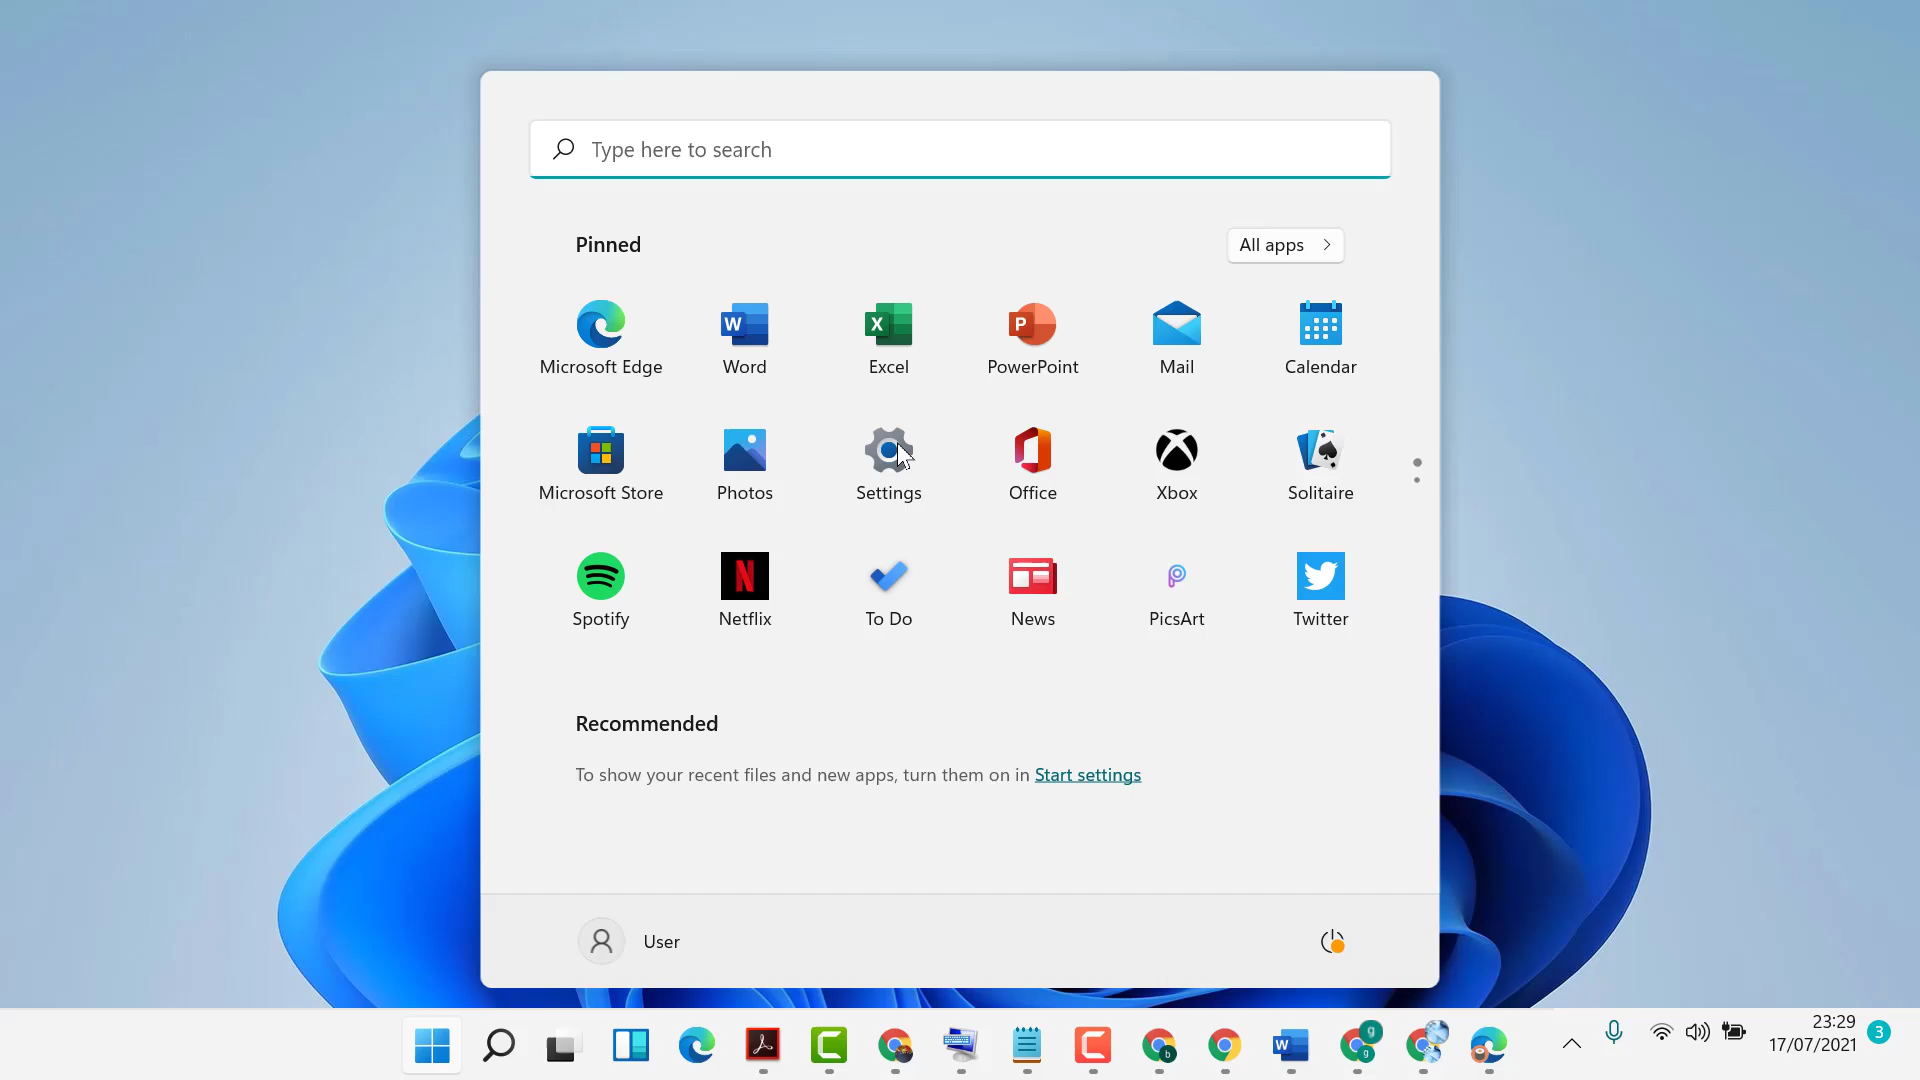 Type here to search
Pinned
All apps
Microsoft Edge
Word
Excel
PowerPoint
Mail
Calendar
Microsoft Store
Photos
Settings
Office
Xbox
Solitaire
Spotify
Netflix
To Do
News
PicsArt
Twitter
Recommended
To show your recent files and new apps, turn them on in Start settings
User
23:29
17/07/2021
3